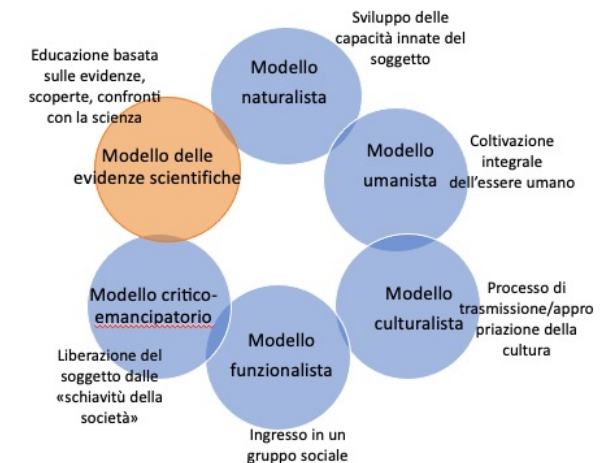 Sviluppo delle
capacità innate del
soggetto
Modello
naturalista
Educazione basata
sulle evidenze,
scoperte, confronti
con la scienza
Modello delle
evidenze scientifiche
Modello
umanista
Coltivazione
integrale
dell'essere umano
Modello
culturalista
Processo di
trasmissione/appro
priazione della
cultura
Modello
funzionalista
Ingresso in un
gruppo sociale
Modello critico-
emancipatorio
Liberazione del
soggetto dalle
«schiavitù della
società»